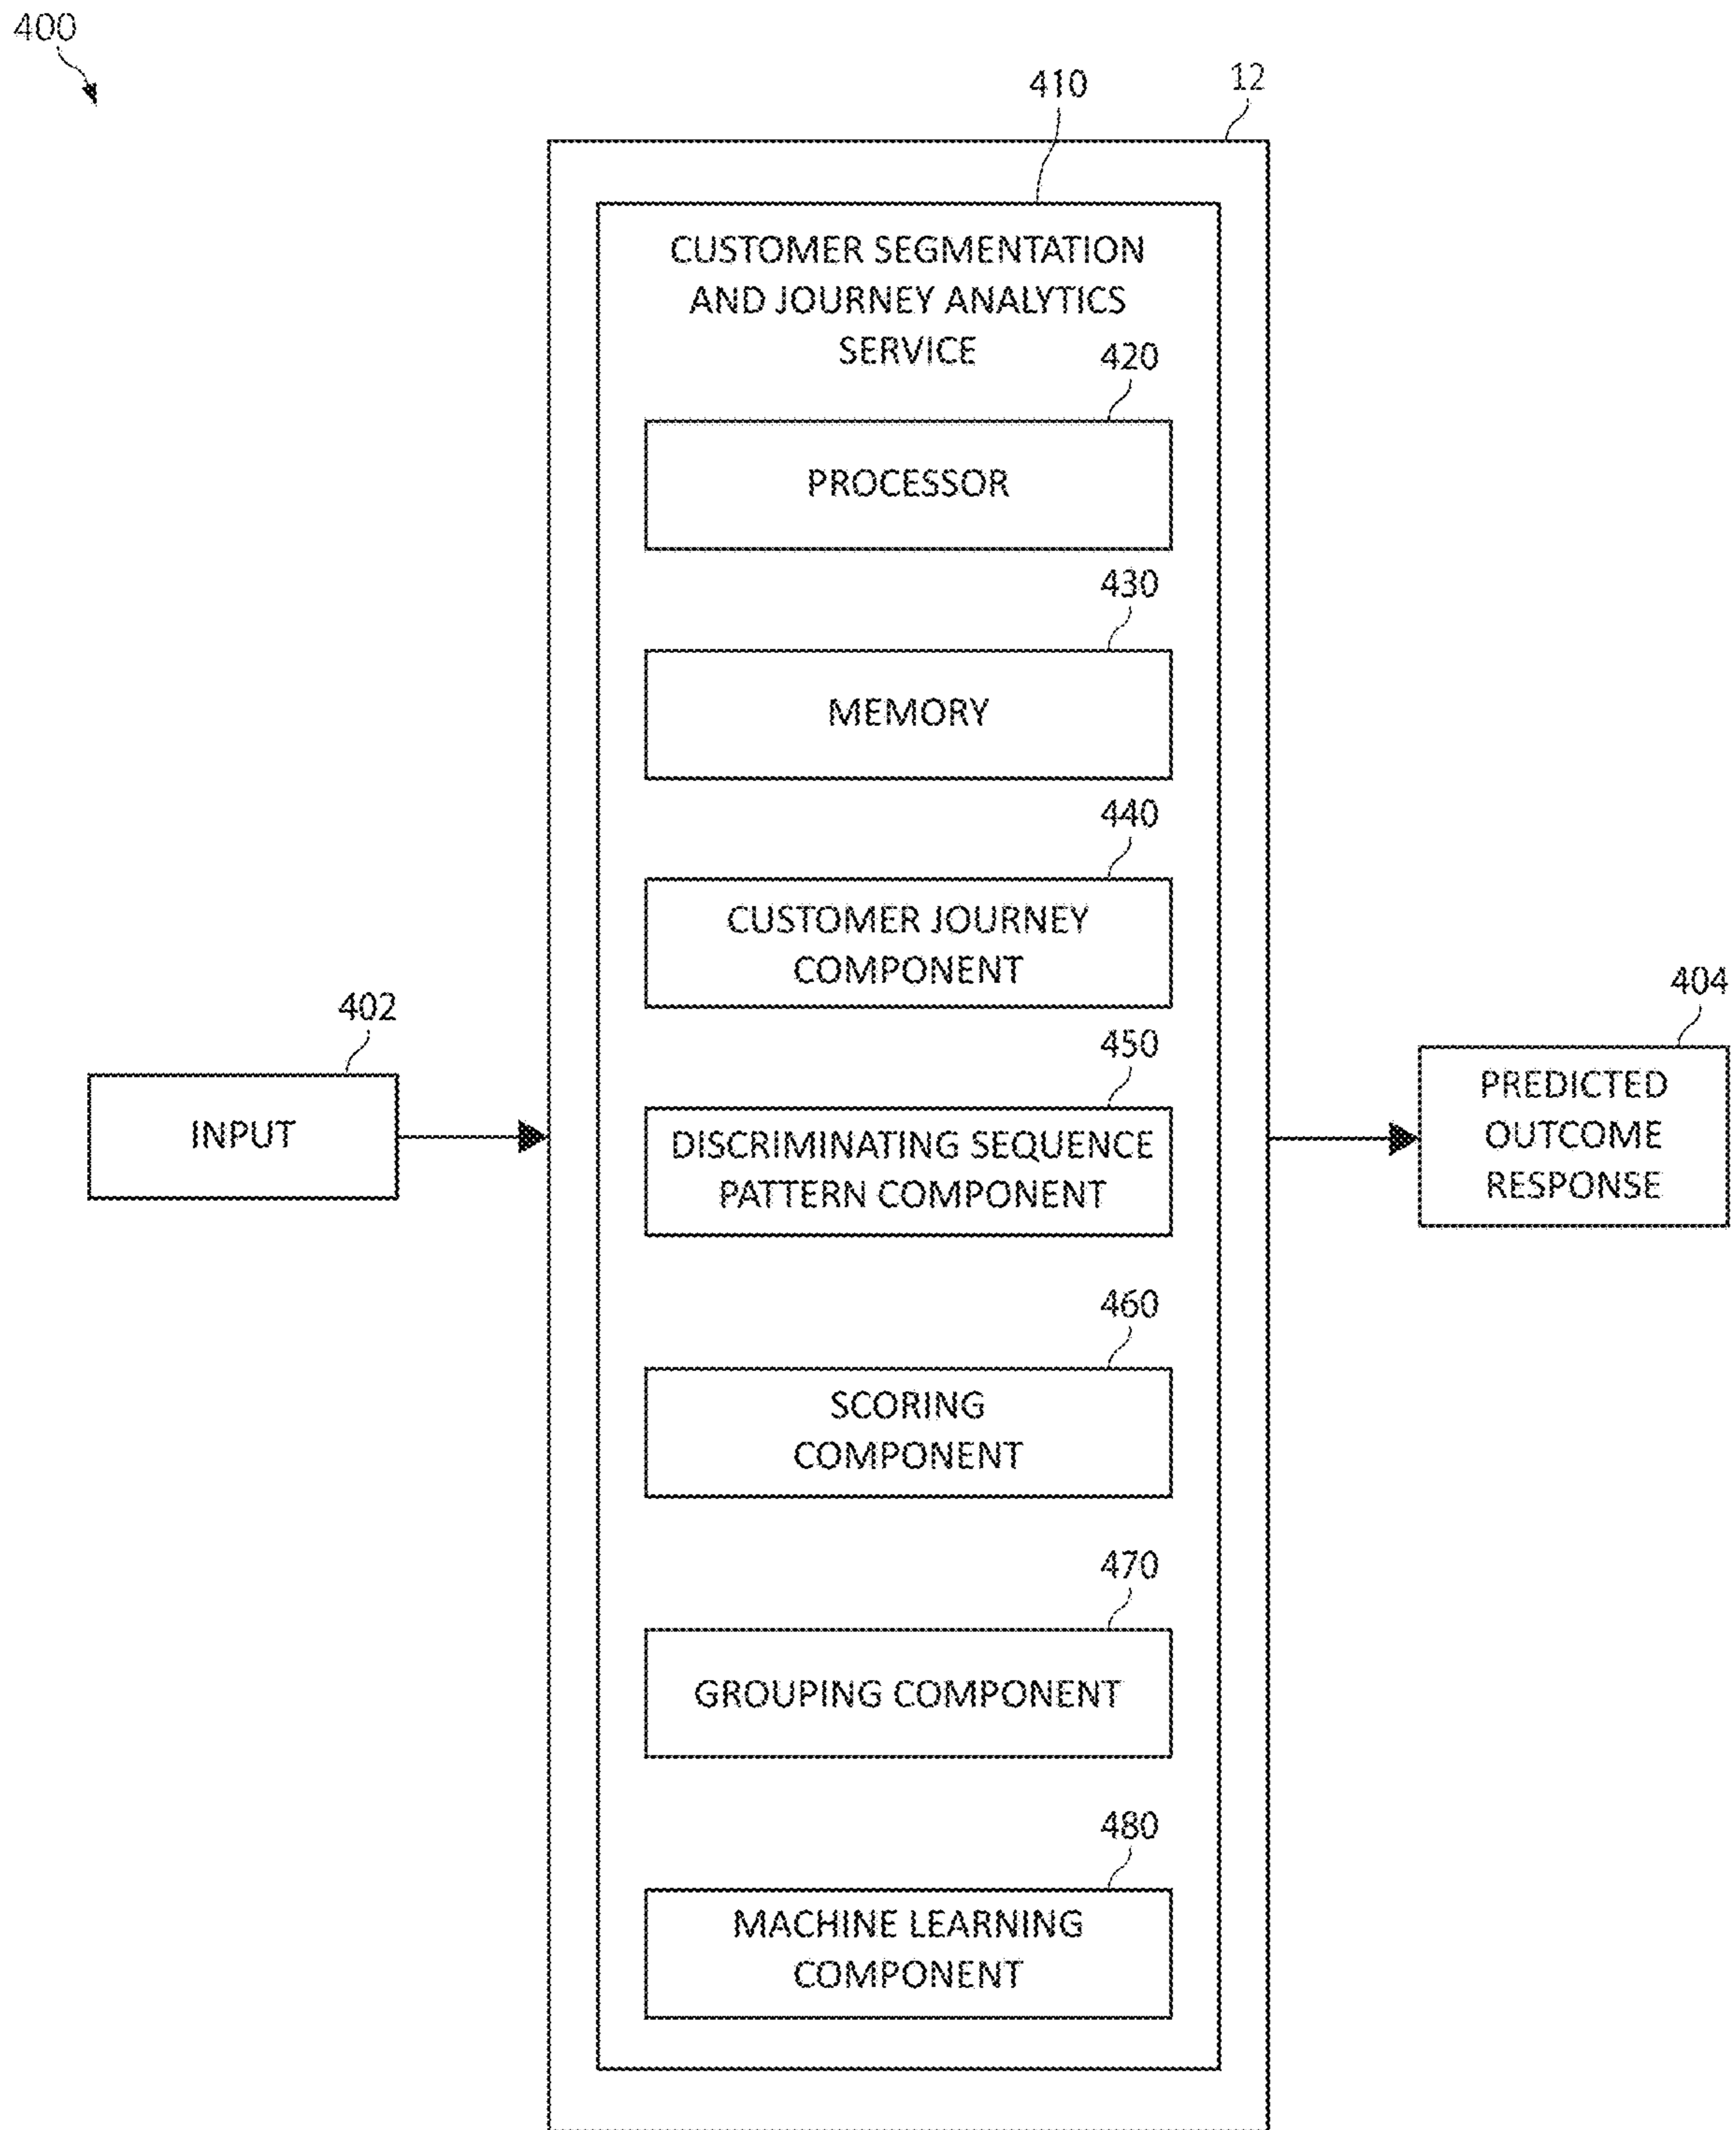 400
410
12
CUSTOMER SEGMENTATION
AND JOURNEY ANALYTICS
SERVICE
420
PROCESSOR
430
MEMORY
440
CUSTOMER JOURNEY
COMPONENT
402
INPUT
450
DISCRIMINATING SEQUENCE
PATTERN COMPONENT
404
PREDICTED
OUTCOME
RESPONSE
460
SCORING
COMPONENT
470
GROUPING COMPONENT
480
MACHINE LEARNING
COMPONENT